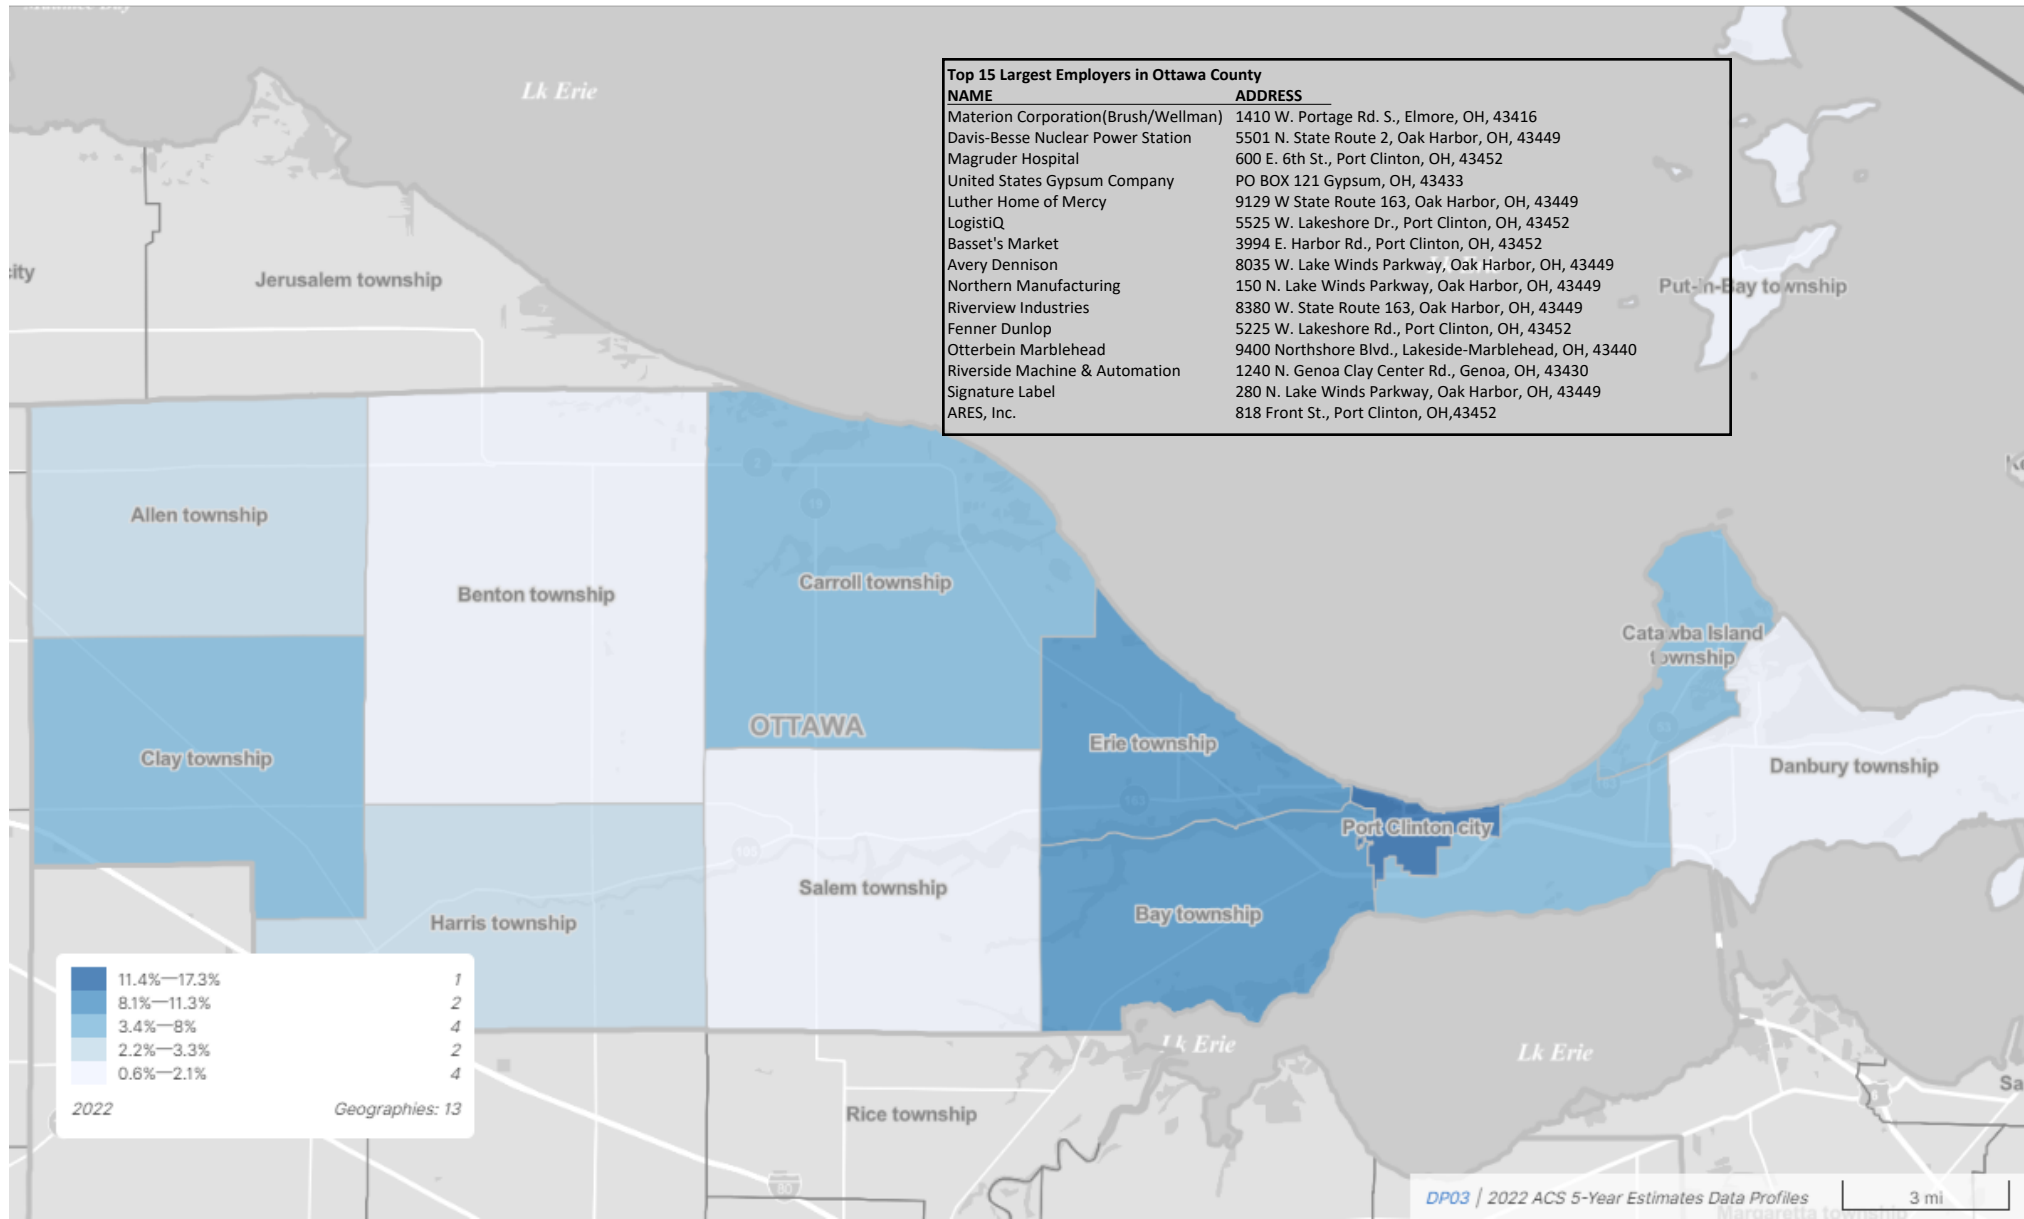 Lk Erie
Top 15 Largest Employers in Ottawa County
NAME ADDRESS
Materion Corporation(Brush/Wellman) 1410 W. Portage Rd. S., Elmore, OH, 43416
Davis-Besse Nuclear Power Station 5501 N. State Route 2, Oak Harbor, OH, 43449
Magruder Hospital 600 E. 6th St., Port Clinton, OH, 43452
United States Gypsum Company PO BOX 121 Gypsum, OH, 43433
Luther Home of Mercy 9129 W State Route 163, Oak Harbor, OH, 43449
LogistiQ 5525 W. Lakeshore Dr., Port Clinton, OH, 43452
Basset's Market 3994 E. Harbor Rd., Port Clinton, OH, 43452
Avery Dennison 8035 W. Lake Winds Parkway, Oak Harbor, OH, 43449
Northern Manufacturing 150 N. Lake Winds Parkway, Oak Harbor, OH, 43449
Riverview Industries 8380 W. State Route 163, Oak Harbor, OH, 43449
Fenner Dunlop 5225 W. Lakeshore Rd., Port Clinton, OH, 43452
Otterbein Marblehead 9400 Northshore Blvd., Lakeside-Marblehead, OH, 43440
Riverside Machine & Automation 1240 N. Genoa Clay Center Rd., Genoa, OH, 43430
Signature Label 280 N. Lake Winds Parkway, Oak Harbor, OH, 43449
ARES, Inc. 818 Front St., Port Clinton, OH,43452
city
Jerusalem township
Put-in-Bay township
2
19
Allen township
Benton township
Carroll township
Catawba Island
township
OTTAWA
53
Clay township
Erie township
Danbury township
163
163
Port Clinton city
105
Salem township
Harris township
Bay township
11.4%—17.3% 1
8.1%—11.3% 2
3.4%—8% 4
2.2%—3.3% 2
0.6%—2.1% 4
2022 Geographies: 13
Lk Erie
Lk Erie
Sa
Rice township
80
DP03 | 2022 ACS 5-Year Estimates Data Profiles 3 mi
Margaretta township